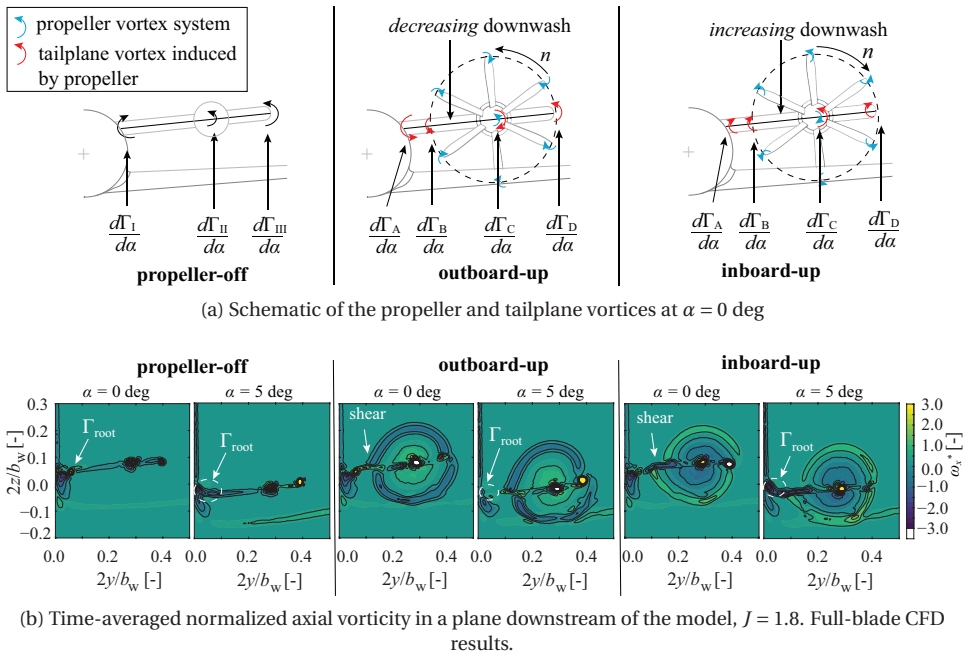 propeller vortex system
tailplane vortex induced
by propeller
decreasing downwash
n
increasing downwash
n
dΓI/dα dΓII/dα dΓIII/dα
dΓA/dα dΓB/dα dΓC/dα dΓD/dα
dΓA/dα dΓB/dα dΓC/dα dΓD/dα
propeller-off
outboard-up
inboard-up
(a) Schematic of the propeller and tailplane vortices at α = 0 deg
propeller-off
outboard-up
inboard-up
α = 0 deg α = 5 deg α = 0 deg α = 5 deg α = 0 deg α = 5 deg
2z/bw [-]
0.3
0.2
0.1
0.0
−0.1
−0.2
Γroot
Γroot
shear
Γroot
shear
Γroot
3.0
2.0
1.0
0.0
−1.0
−2.0
−3.0
ωx* [-]
0.0 0.2 0.4 0.0 0.2 0.4 0.0 0.2 0.4 0.0 0.2 0.4 0.0 0.2 0.4 0.0 0.2 0.4
2y/bw [-] 2y/bw [-] 2y/bw [-] 2y/bw [-] 2y/bw [-] 2y/bw [-]
(b) Time-averaged normalized axial vorticity in a plane downstream of the model, J = 1.8. Full-blade CFD
results.